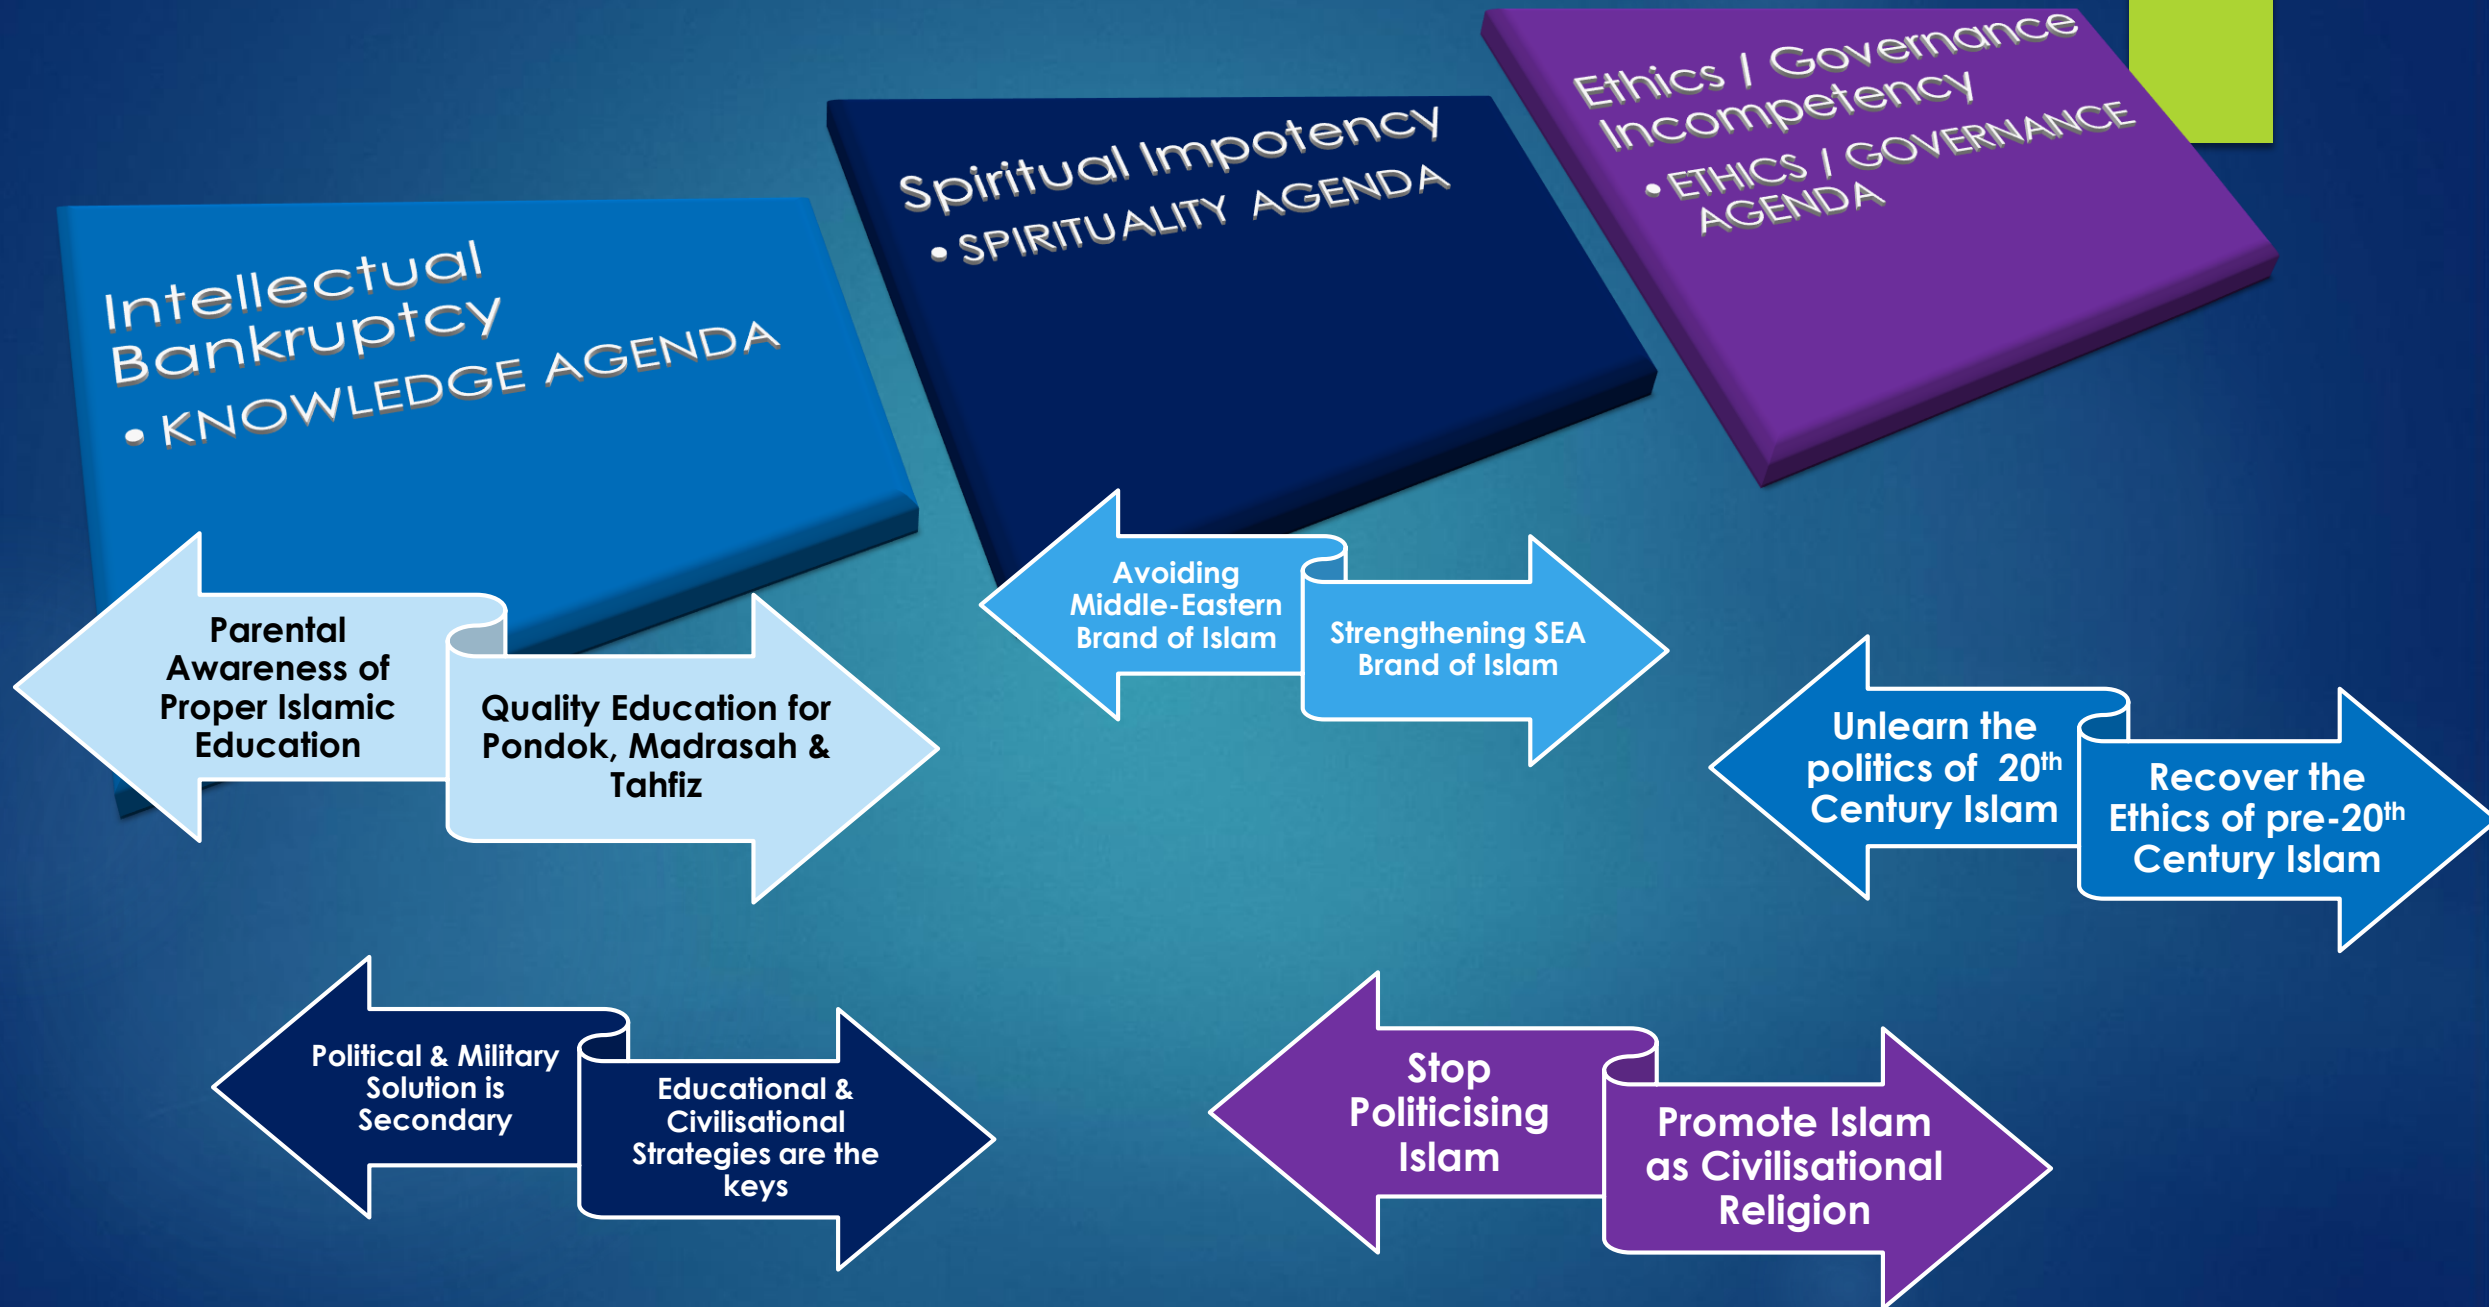 Intellectual
Bankruptcy
• KNOWLEDGE AGENDA
Spiritual Impotency
• SPIRITUALITY AGENDA
Ethics / Governance
Incompetency
• ETHICS / GOVERNANCE
AGENDA
Parental
Awareness of
Proper Islamic
Education
Quality Education for
Pondok, Madrasah &
Tahfiz
Avoiding
Middle-Eastern
Brand of Islam
Strengthening SEA
Brand of Islam
Unlearn the
politics of 20th
Century Islam
Recover the
Ethics of pre-20th
Century Islam
Political & Military
Solution is
Secondary
Educational &
Civilisational
Strategies are the
keys
Stop
Politicising
Islam
Promote Islam
as Civilisational
Religion